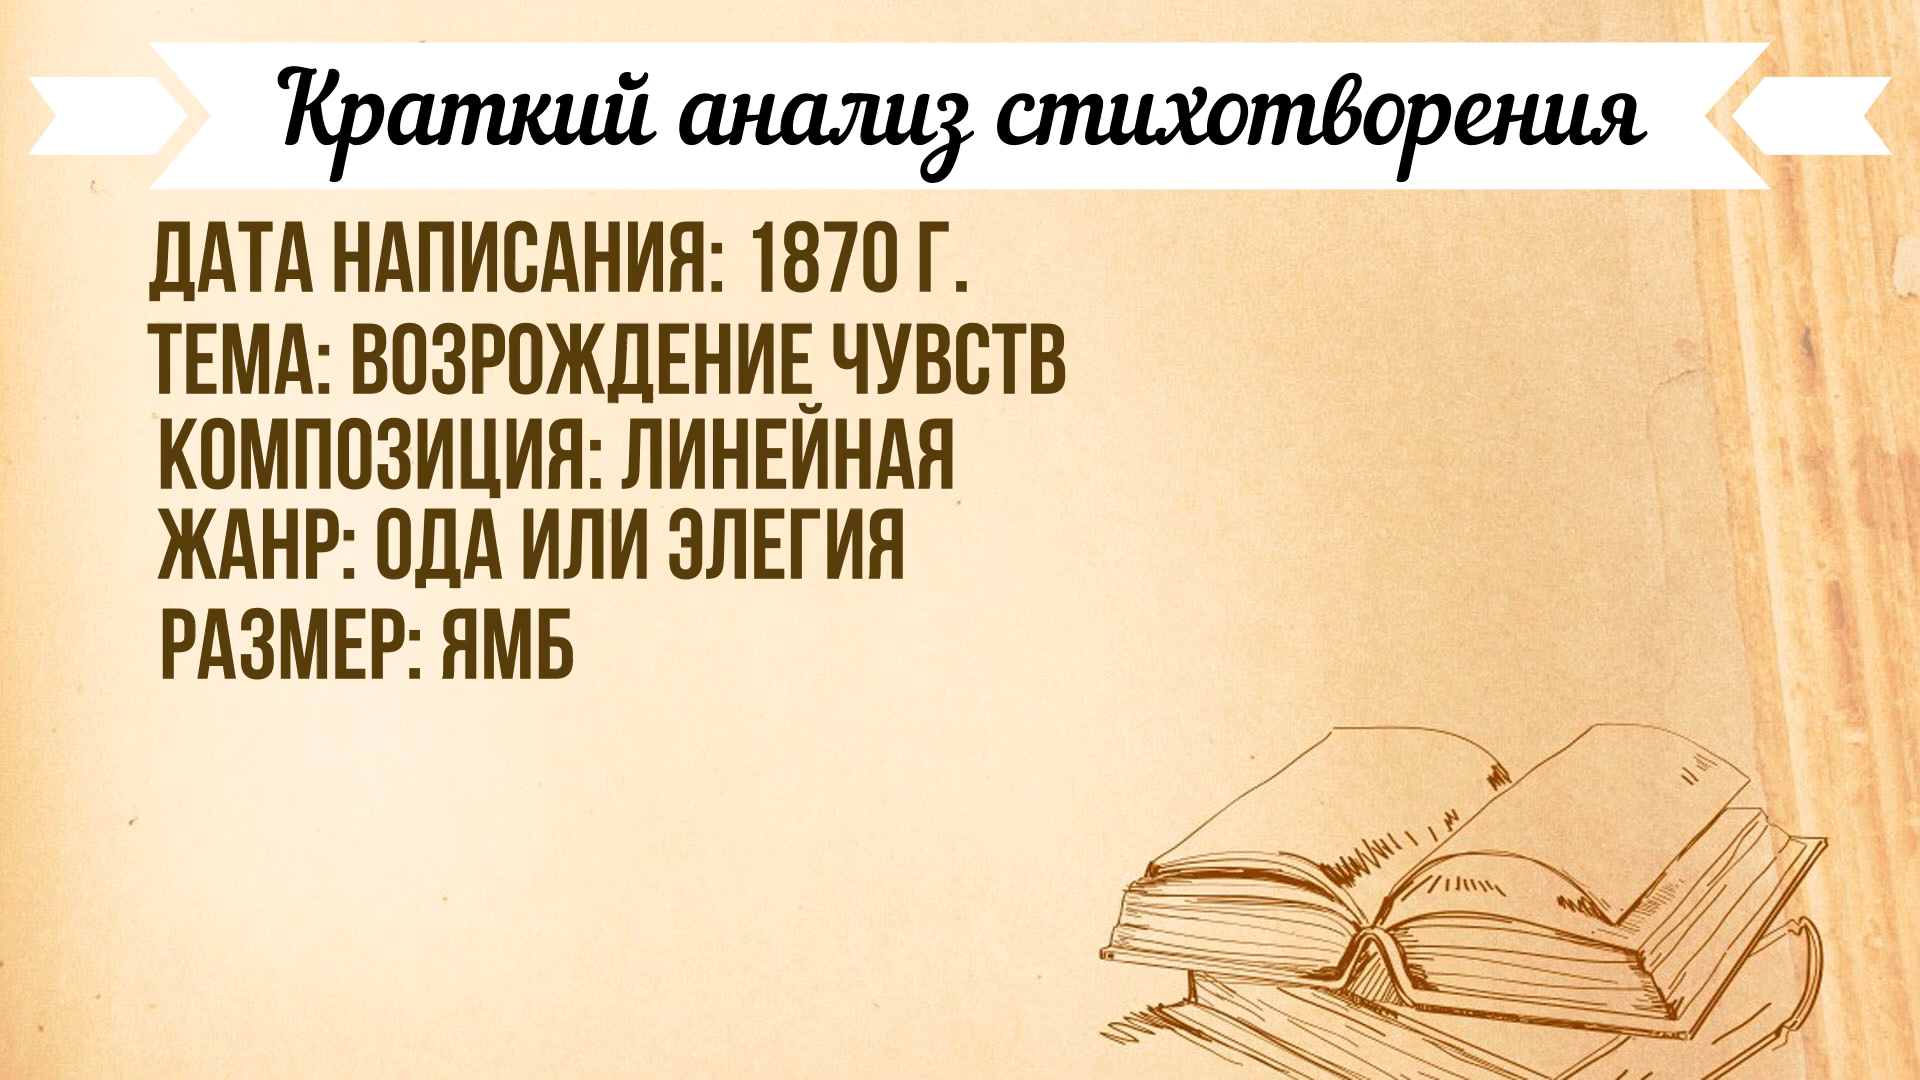 Краткий анализ стихотворения
ДАТА НАПИСАНИЯ: 1870 Г.
ТЕМА: ВОЗРОЖДЕНИЕ ЧУВСТВ
КОМПОЗИЦИЯ: ЛИНЕЙНАЯ
ЖАНР: ОДА ИЛИ ЭЛЕГИЯ
РАЗМЕР: ЯМБ